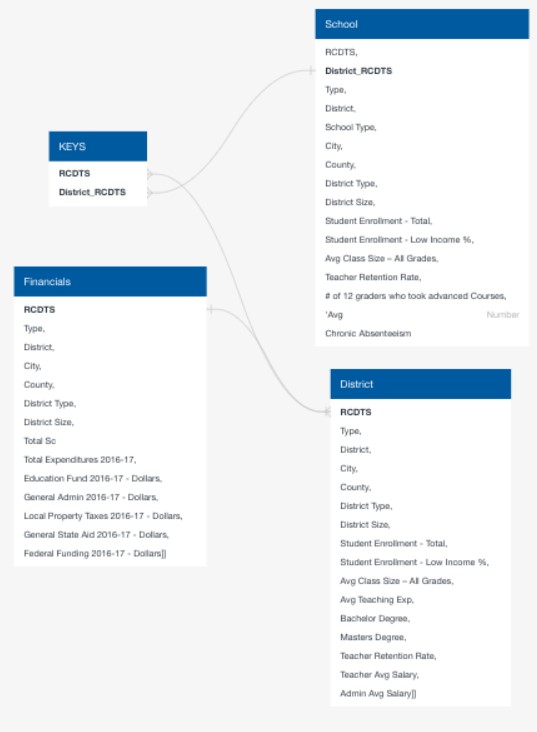 School
RCDTS,
District_RCDTS
Type,
District,
School Type,
City,
County,
District Type,
District Size,
Student Enrollment - Total,
Student Enrollment - Low Income %,
Avg Class Size – All Grades,
Teacher Retention Rate,
# of 12 graders who took advanced Courses,
'Avg Number
Chronic Absenteeism
KEYS
RCDTS
District_RCDTS
Financials
RCDTS
Type,
District,
City,
County,
District Type,
District Size,
Total Sc
Total Expenditures 2016-17,
Education Fund 2016-17 - Dollars,
General Admin 2016-17 - Dollars,
Local Property Taxes 2016-17 - Dollars,
General State Aid 2016-17 - Dollars,
Federal Funding 2016-17 - Dollars]]
District
RCDTS
Type,
District,
City,
County,
District Type,
District Size,
Student Enrollment - Total,
Student Enrollment - Low Income %,
Avg Class Size – All Grades,
Avg Teaching Exp,
Bachelor Degree,
Masters Degree,
Teacher Retention Rate,
Teacher Avg Salary,
Admin Avg Salary]]